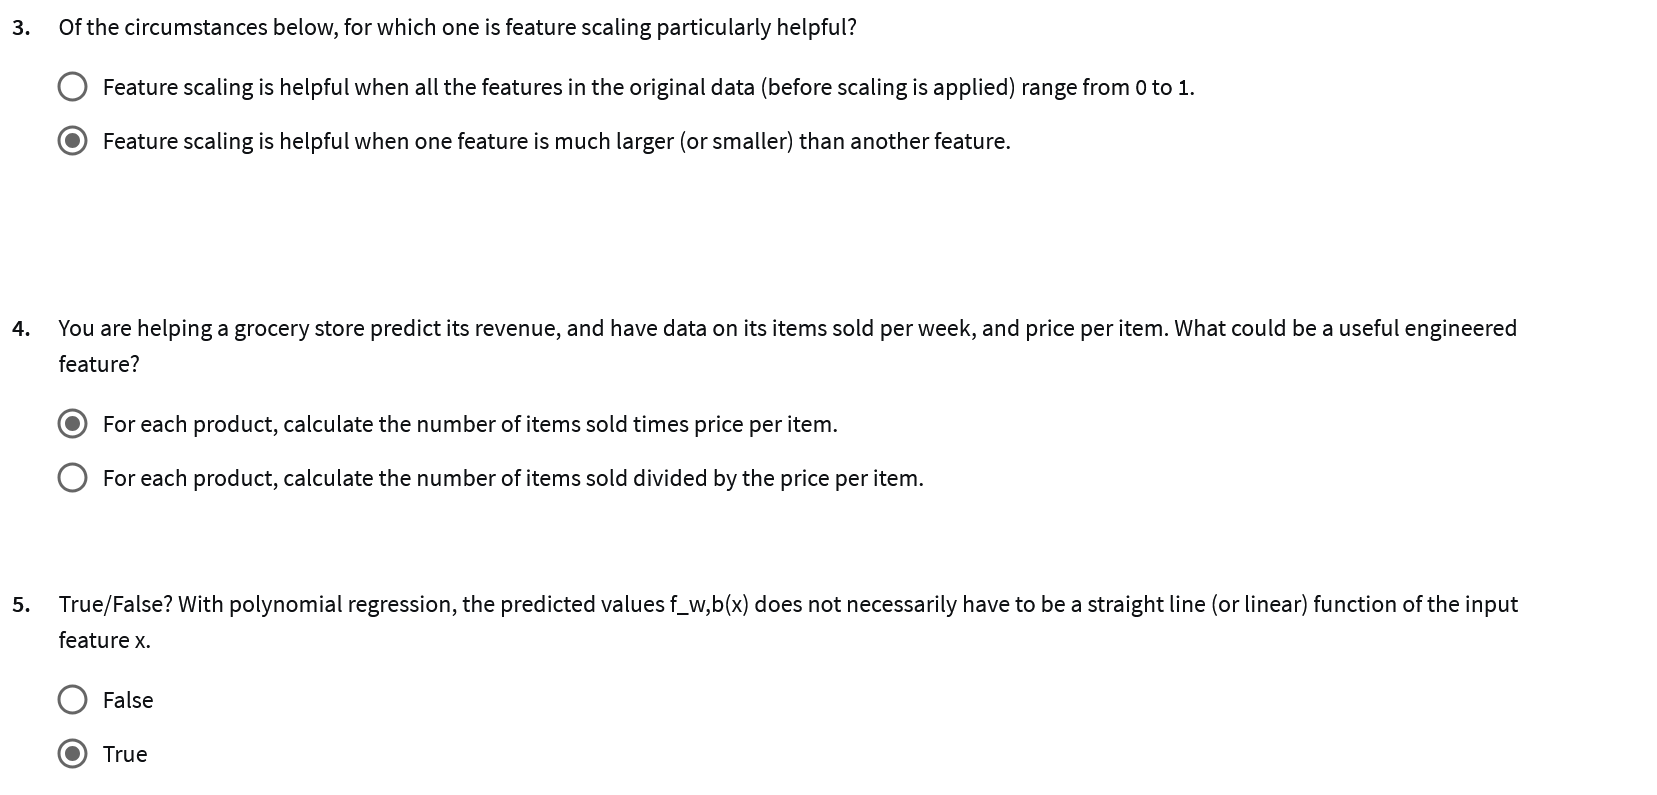 3. Of the circumstances below, for which one is feature scaling particularly helpful?
Feature scaling is helpful when all the features in the original data (before scaling is applied) range from 0 to 1.
Feature scaling is helpful when one feature is much larger (or smaller) than another feature.
4. You are helping a grocery store predict its revenue, and have data on its items sold per week, and price per item. What could be a useful engineered
feature?
For each product, calculate the number of items sold times price per item.
For each product, calculate the number of items sold divided by the price per item.
5. True/False? With polynomial regression, the predicted values f_w,b(x) does not necessarily have to be a straight line (or linear) function of the input
feature x.
False
True